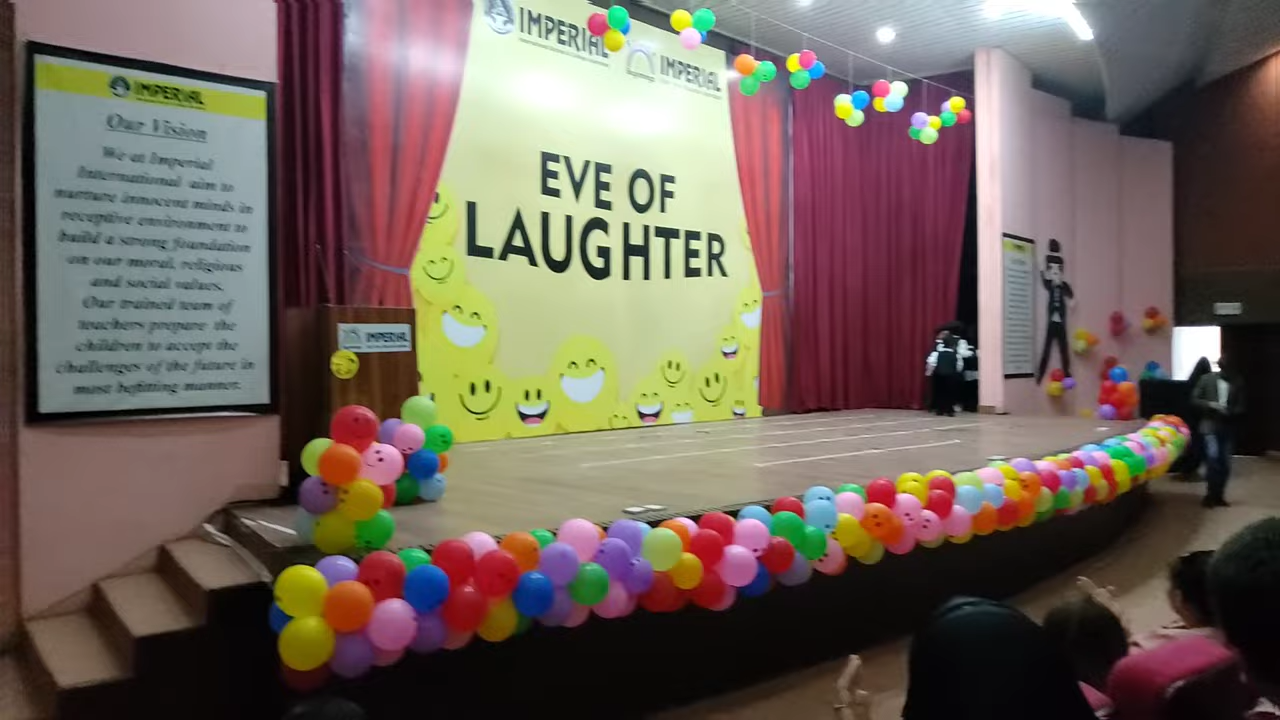 IMPERIAL
Our Vision
We at Imperial
International aim to
nurture innocent minds in
receptive environment to
build a strong foundation
on our moral, religious
and social values.
Our trained team of
teachers prepare the
children to accept the
challenges of the future in
most befitting manner.
IMPERIAL
IMPERIAL
EVE OF
LAUGHTER
IMPERIAL